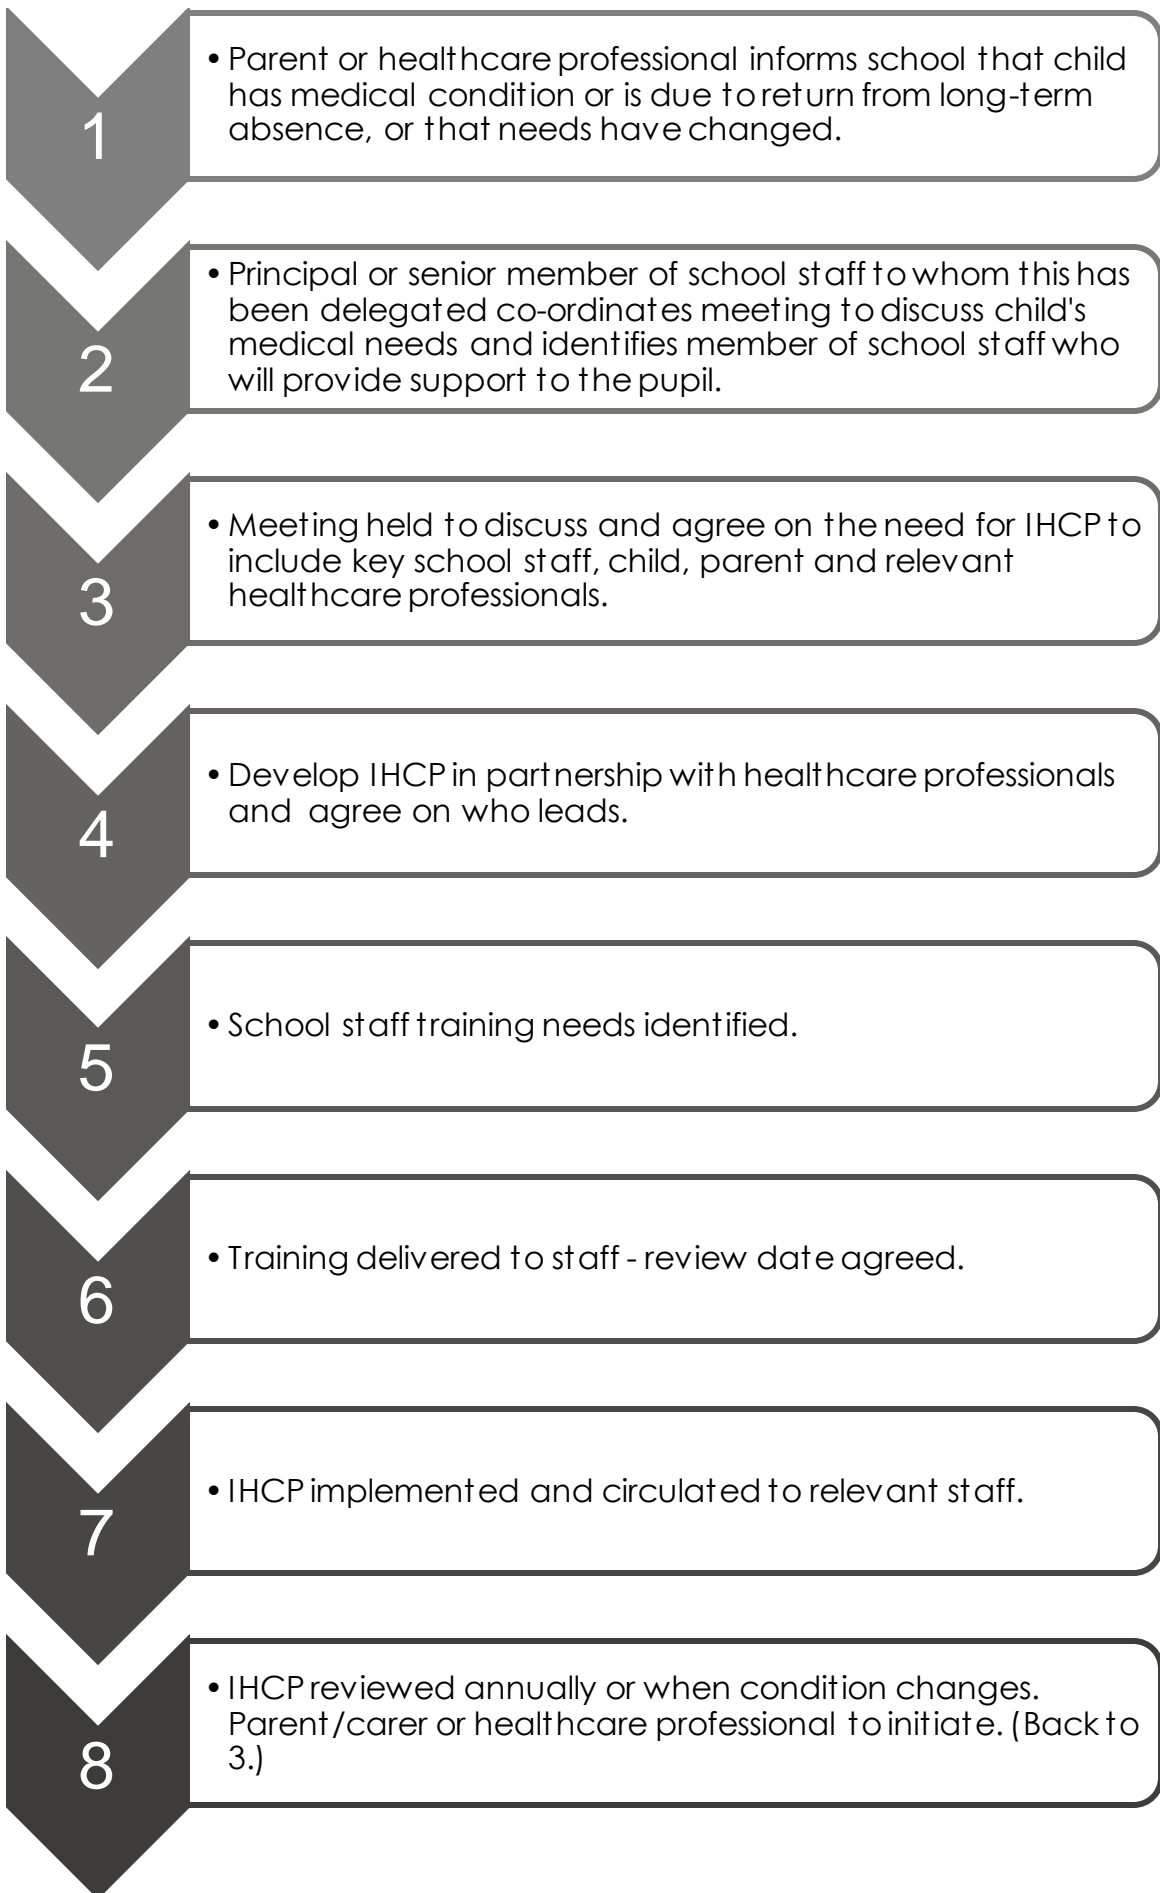 1
• Parent or healthcare professional informs school that child
has medical condition or is due to return from long-term
absence, or that needs have changed.
2
• Principal or senior member of school staff to whom this has
been delegated co-ordinates meeting to discuss child's
medical needs and identifies member of school staff who
will provide support to the pupil.
3
• Meeting held to discuss and agree on the need for IHCP to
include key school staff, child, parent and relevant
healthcare professionals.
4
• Develop IHCP in partnership with healthcare professionals
and agree on who leads.
5
• School staff training needs identified.
6
• Training delivered to staff - review date agreed.
7
• IHCP implemented and circulated to relevant staff.
8
• IHCP reviewed annually or when condition changes.
Parent/carer or healthcare professional to initiate. (Back to
3.)